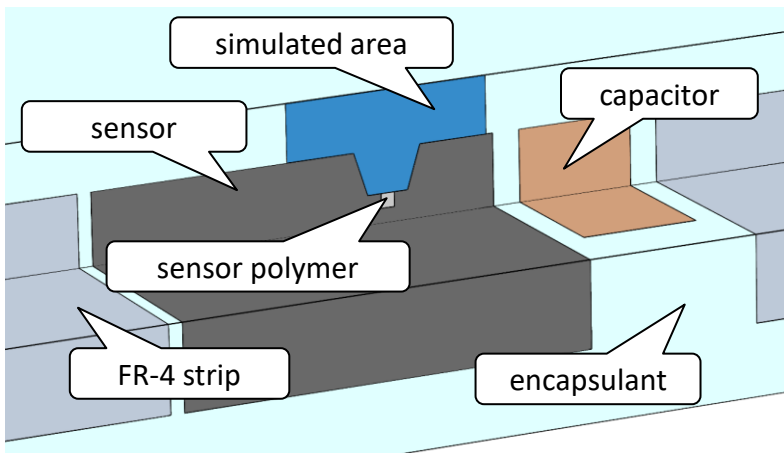 simulated area
capacitor
sensor
sensor polymer
FR-4 strip
encapsulant